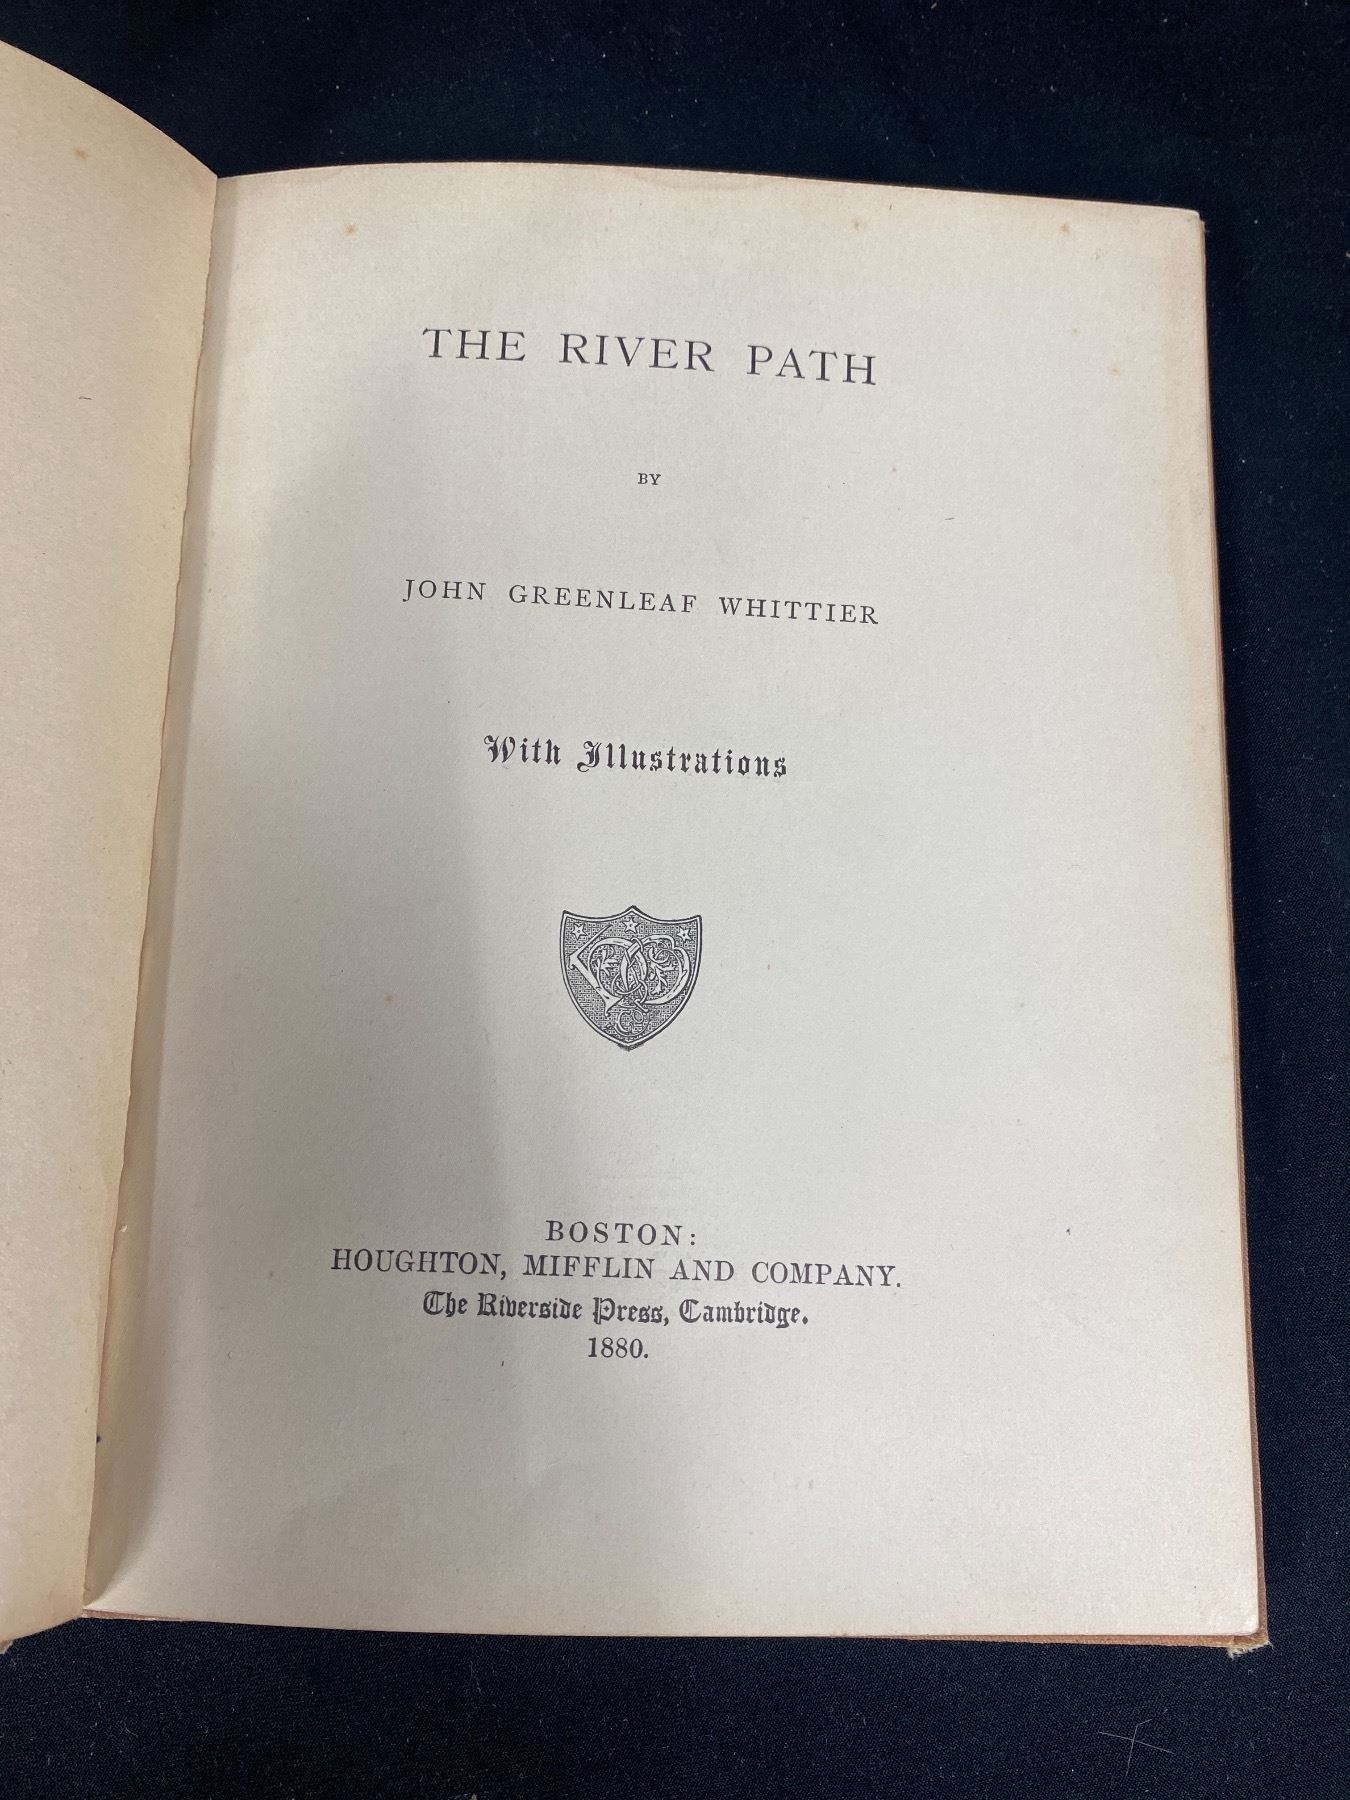 THE RIVER PATH
BY
JOHN GREENLEAF WHITTIER
With Illustrations
Co
BOSTON:
HOUGHTON, MIFFLIN AND COMPANY.
The Riverside Press, Cambridge.
1880.